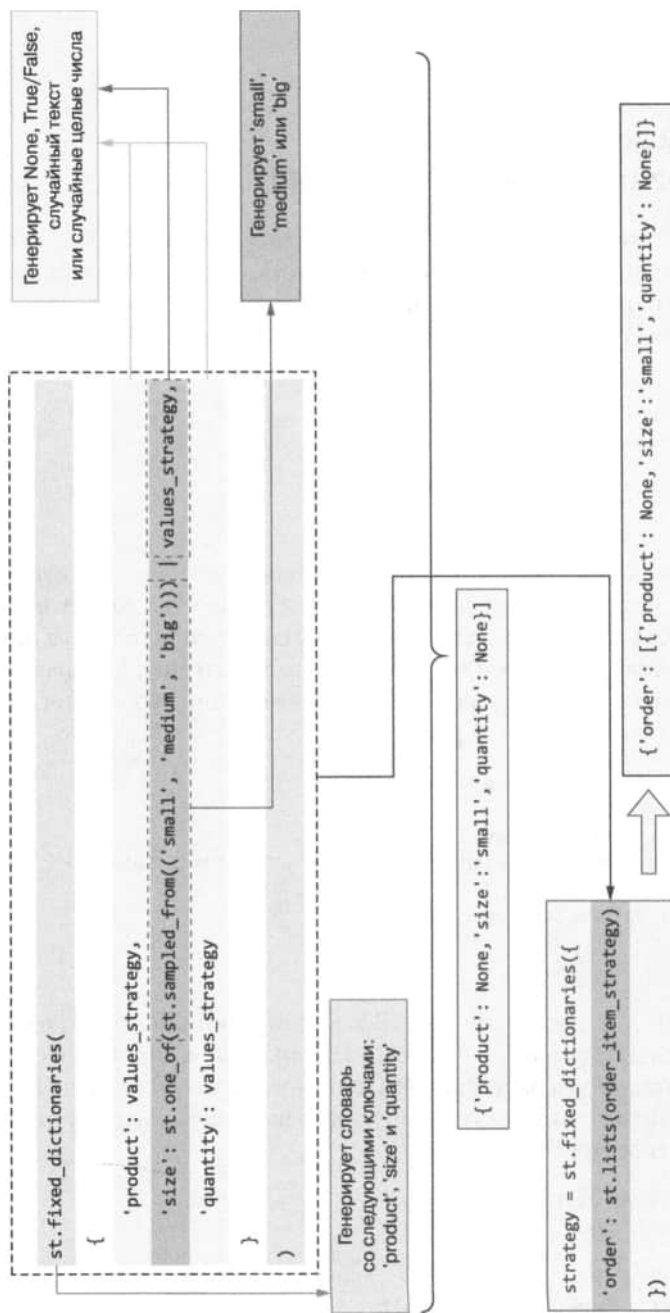 st.fixed_dictionaries(
{
'product': values_strategy,
'size': st.one_of(st.sampled_from(('small', 'medium', 'big'))) | values_strategy,
'quantity': values_strategy
}
)
Генерирует None, True/False,
случайный текст
или случайные целые числа
Генерирует 'small',
'medium' или 'big'
Генерирует словарь
со следующими ключами:
'product', 'size' и 'quantity'
{'product': None,'size':'small','quantity': None}]
strategy = st.fixed_dictionaries({
'order': st.lists(order_item_strategy)
})
{'order': [{'product': None,'size':'small','quantity': None}]}